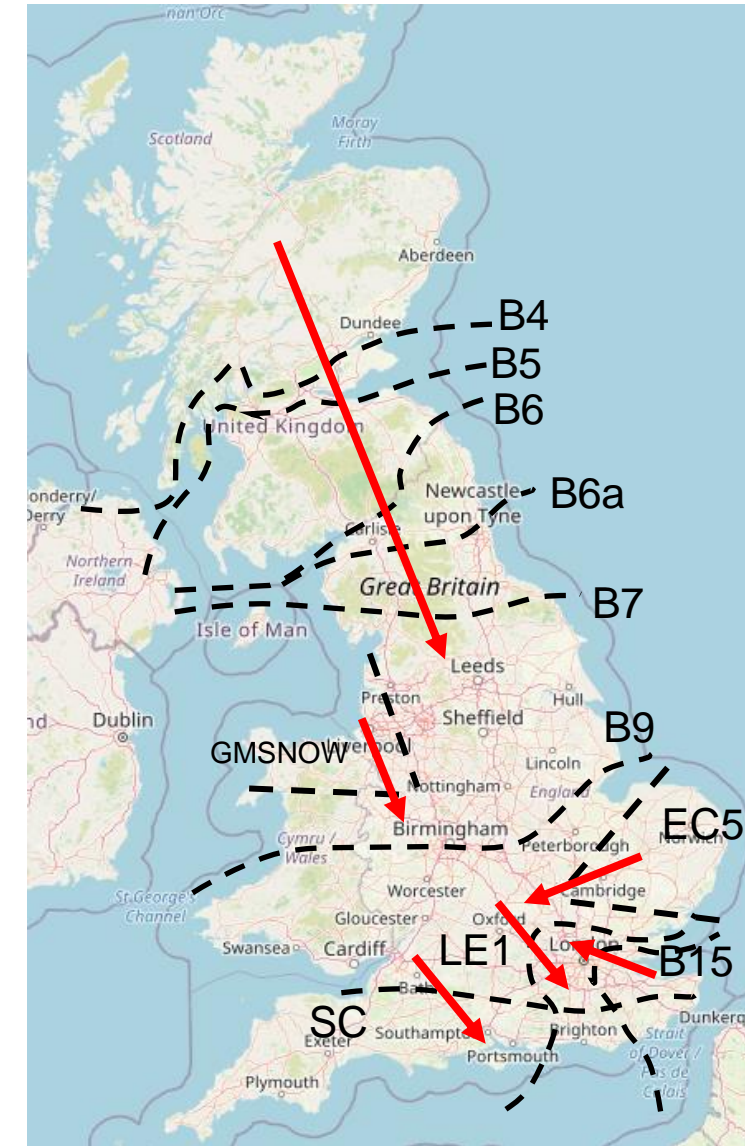 nan Orc
Moray
Firth
Scotland
Aberdeen
Dundee
B4
B5
B6
United Kingdom
onderry/
Derry
Newcastle
upon Tyne
B6a
Carlisle
Northern
Ireland
Great Britain
B7
Isle of Man
Leeds
Preston
Hull
nd
Dublin
Sheffield
B9
GMSNOW
Liverpool
Lincoln
Nottingham
England
EC5
Birmingham
Norwich
Cymru /
Wales
Peterborough
St George's
Channel
Worcester
Cambridge
Gloucester
Oxford
Swansea
Cardiff
LE1
London
B15
Bath
SC
Exeter
Southampt
Brighton
Portsmouth
Dunkerq
Strait
of Dover /
Pas de
Calais
Plymouth